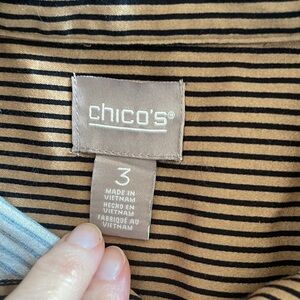 chico's®
3
MADE IN
VIETNAM
HECHO EN
VIETNAM
FABRIQUÉ AU
VIETNAM